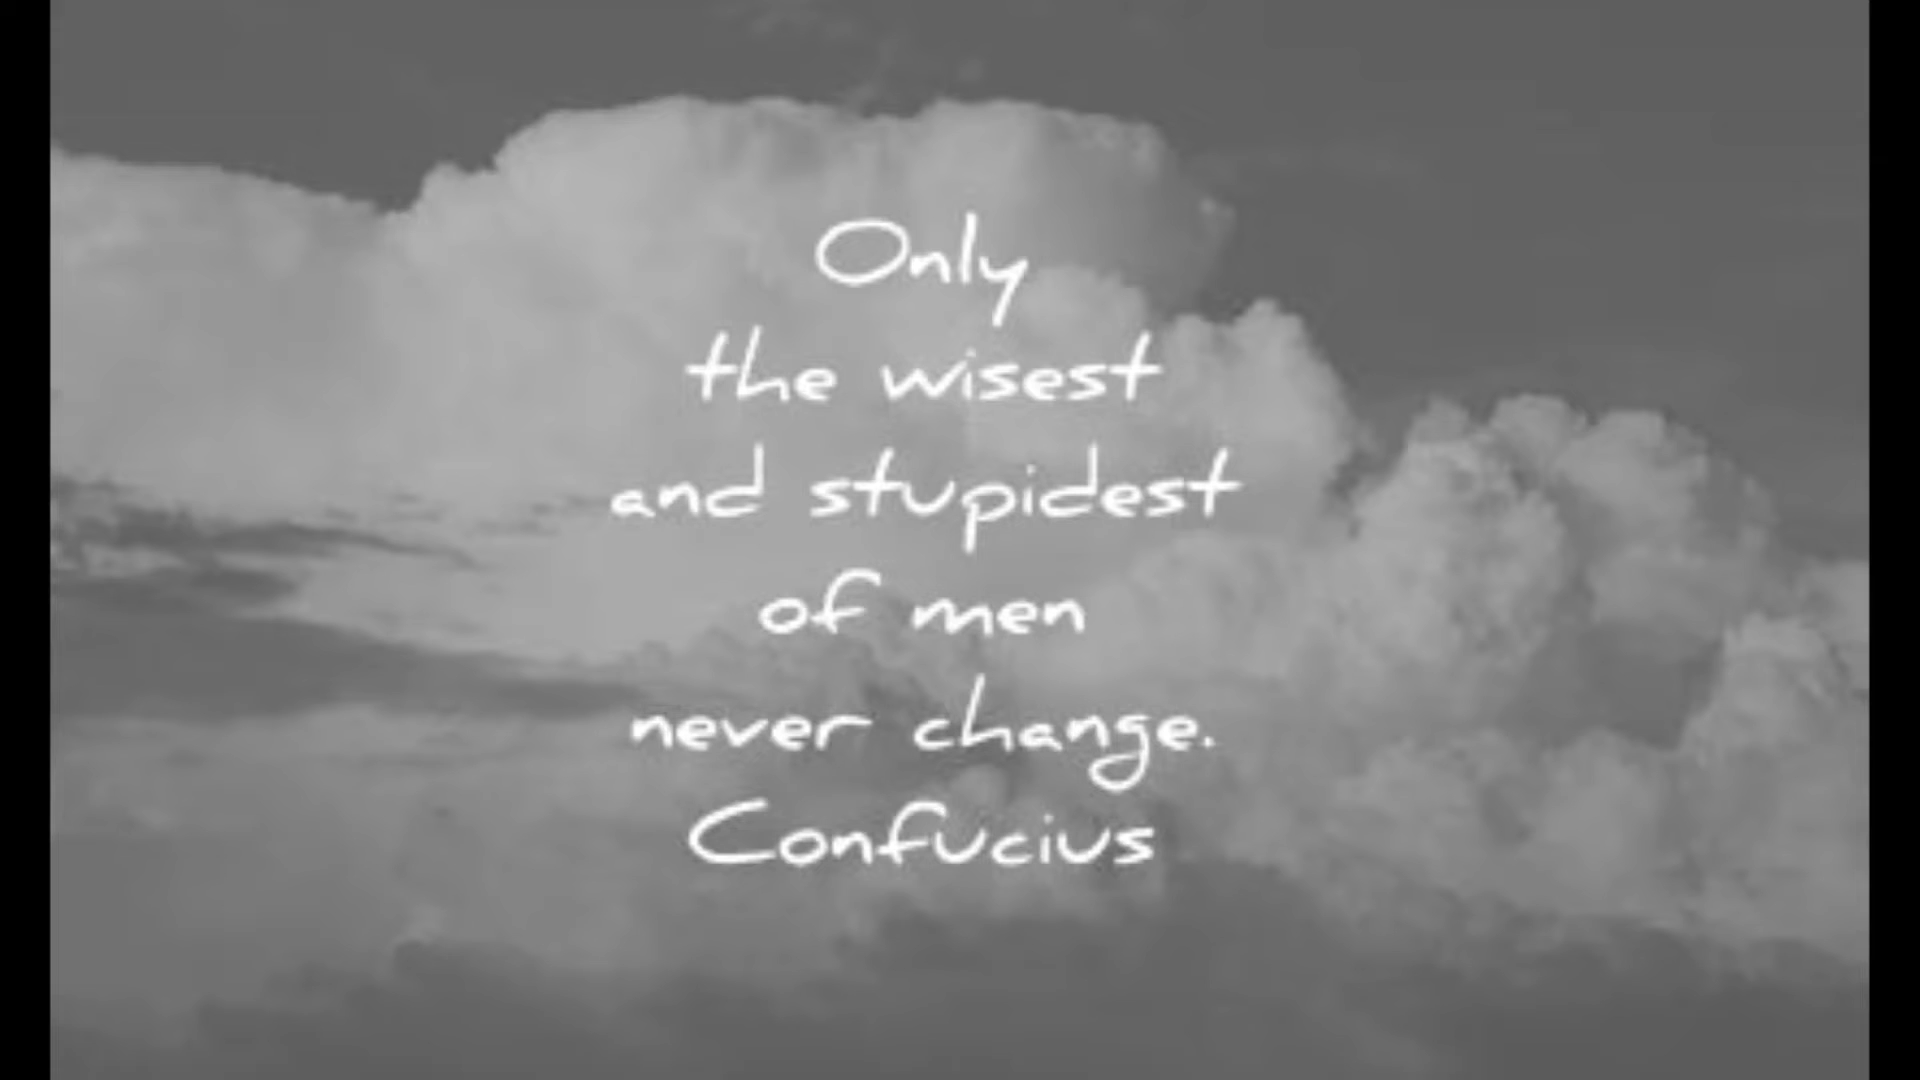 Only
the wisest
and stupidest
of men
never change.
Confucius